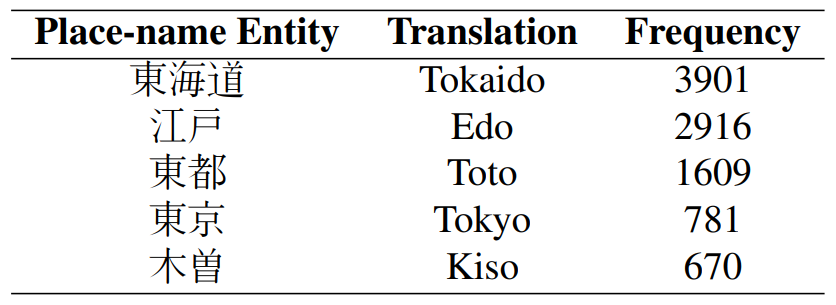 Place-name Entity Translation Frequency
東海道 Tokaido 3901
江戸 Edo 2916
東都 Toto 1609
東京 Tokyo 781
木曽 Kiso 670